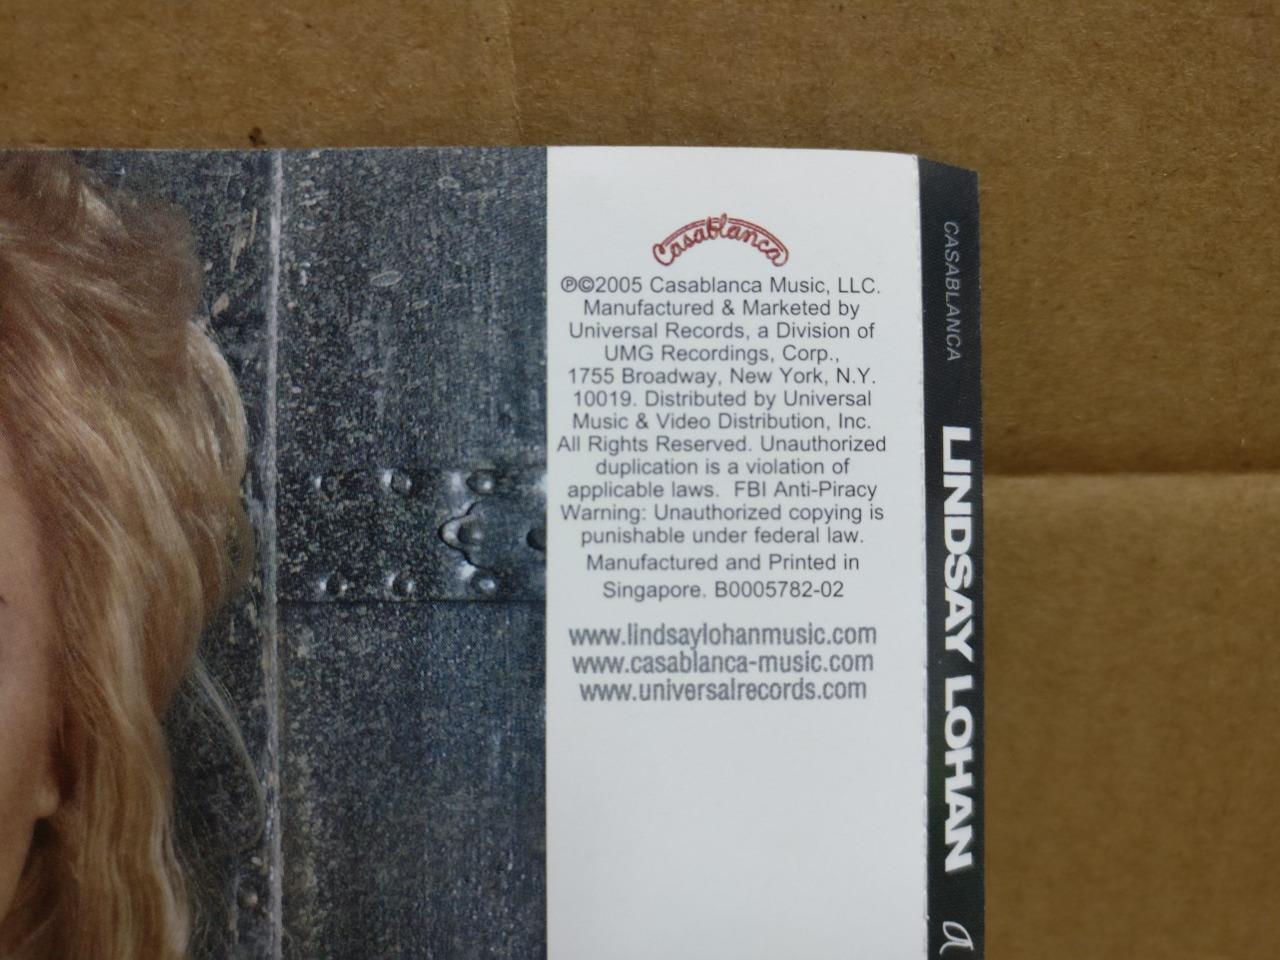 Casablanca
℗©2005 Casablanca Music, LLC.
Manufactured & Marketed by
Universal Records, a Division of
UMG Recordings, Corp.,
1755 Broadway, New York, N.Y.
10019. Distributed by Universal
Music & Video Distribution, Inc.
All Rights Reserved. Unauthorized
duplication is a violation of
applicable laws. FBI Anti-Piracy
Warning: Unauthorized copying is
punishable under federal law.
Manufactured and Printed in
Singapore. B0005782-02
www.lindsaylohanmusic.com
www.casablanca-music.com
www.universalrecords.com
CASABLANCA LINDSAY LOHAN a